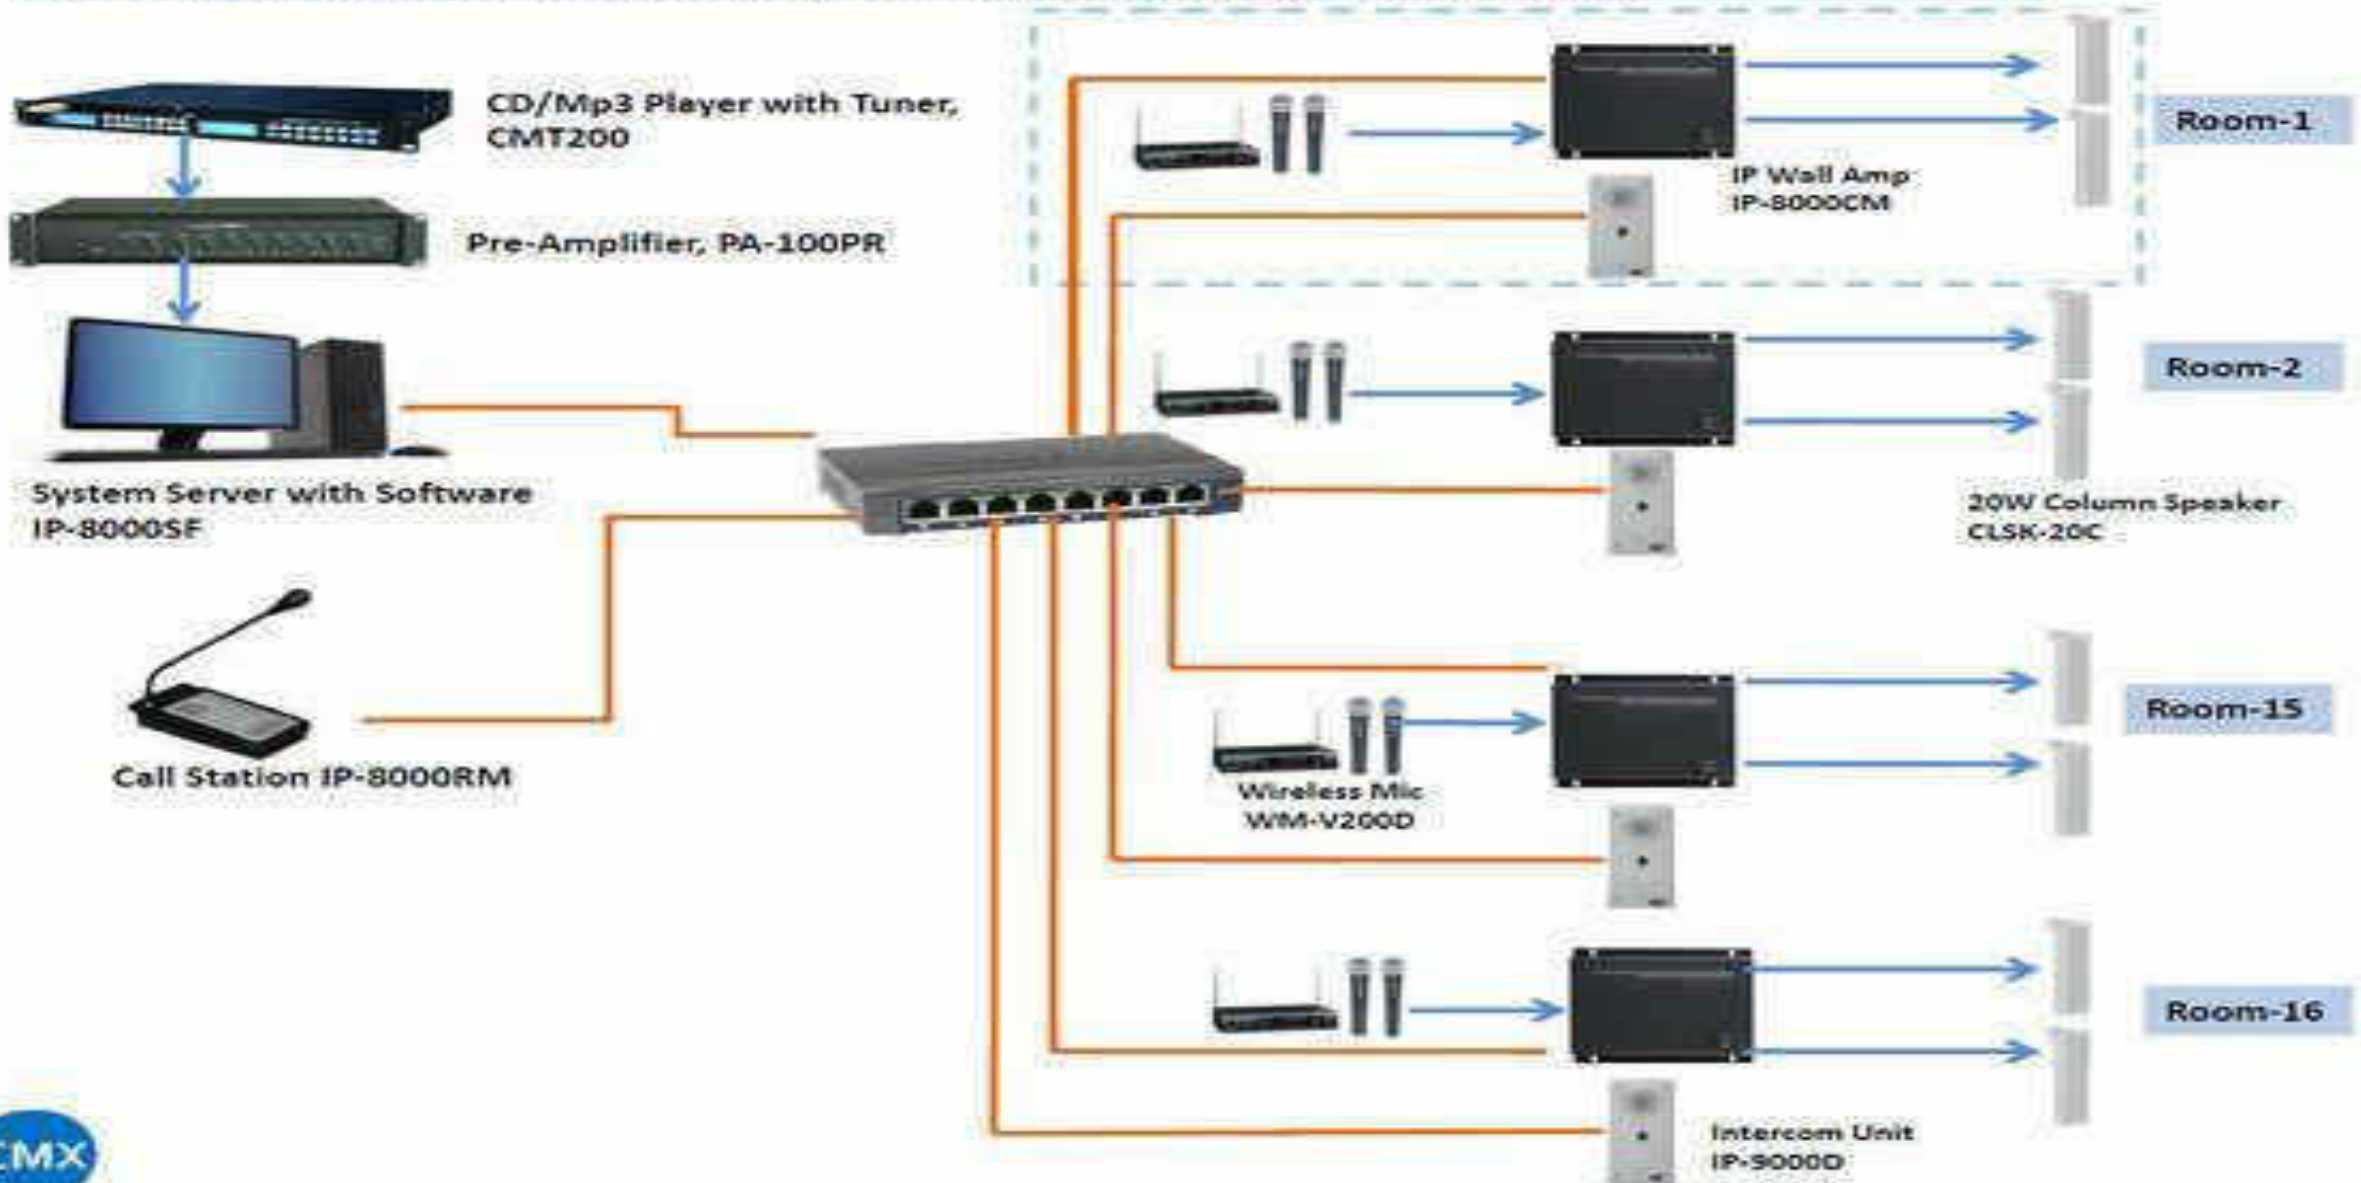 CD/Mp3 Player with Tuner,
CMT200
Pre-Amplifier, PA-100PR
System Server with Software
IP-8000SF
Call Station IP-8000RM
IP Wall Amp
IP-8000CM
Room-1
Room-2
20W Column Speaker
CLSK-20C
Room-15
Wireless Mic
WM-V200D
Room-16
Intercom Unit
IP-9000D
CMX